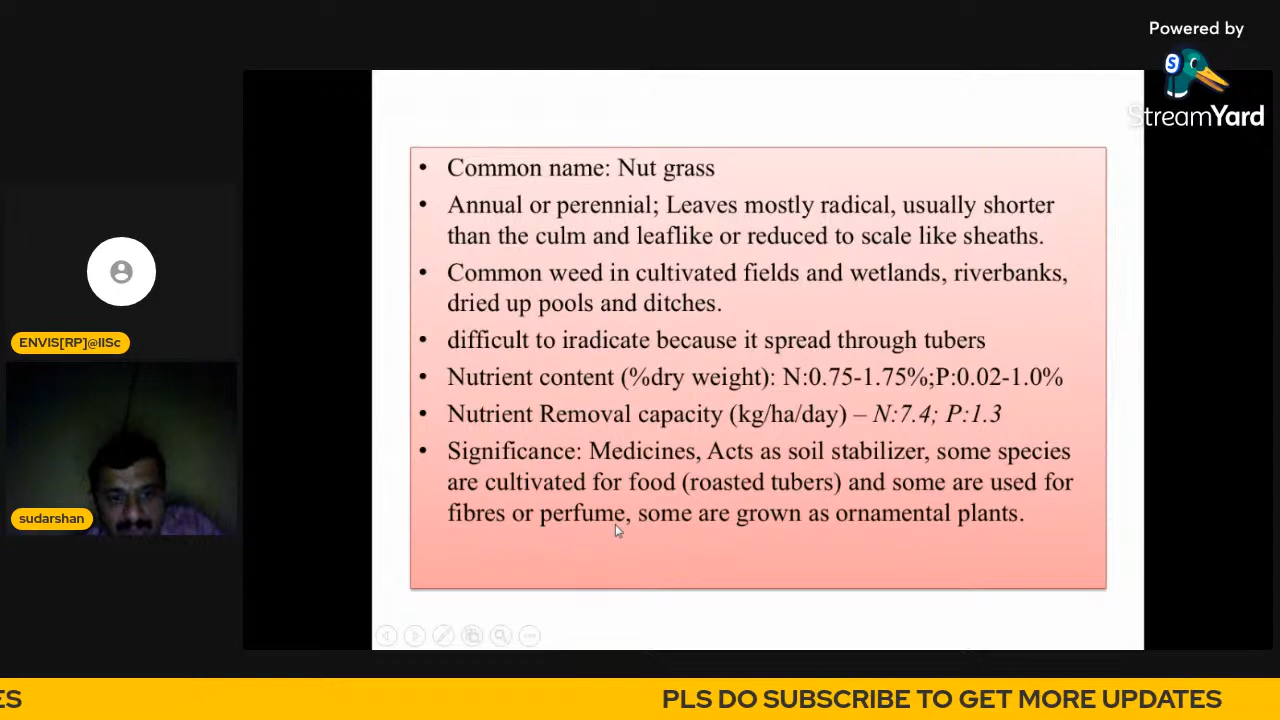 Powered by
StreamYard
• Common name: Nut grass
• Annual or perennial; Leaves mostly radical, usually shorter
than the culm and leaflike or reduced to scale like sheaths.
• Common weed in cultivated fields and wetlands, riverbanks,
dried up pools and ditches.
• difficult to iradicate because it spread through tubers
• Nutrient content (%dry weight): N:0.75-1.75%;P:0.02-1.0%
• Nutrient Removal capacity (kg/ha/day) – N:7.4; P:1.3
• Significance: Medicines, Acts as soil stabilizer, some species
are cultivated for food (roasted tubers) and some are used for
fibres or perfume, some are grown as ornamental plants.
ENVIS[RP]@IISc
sudarshan
ES
PLS DO SUBSCRIBE TO GET MORE UPDATES